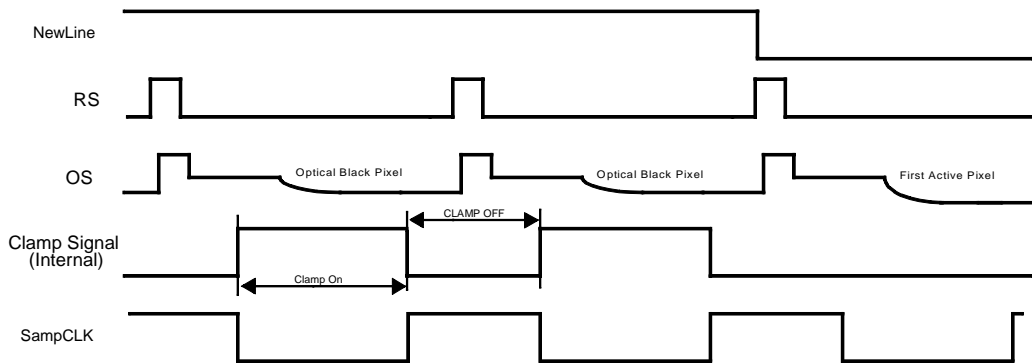 NewLine
RS
OS
Optical Black Pixel
Optical Black Pixel
First Active Pixel
CLAMP OFF
Clamp Signal
(Internal)
Clamp On
SampCLK